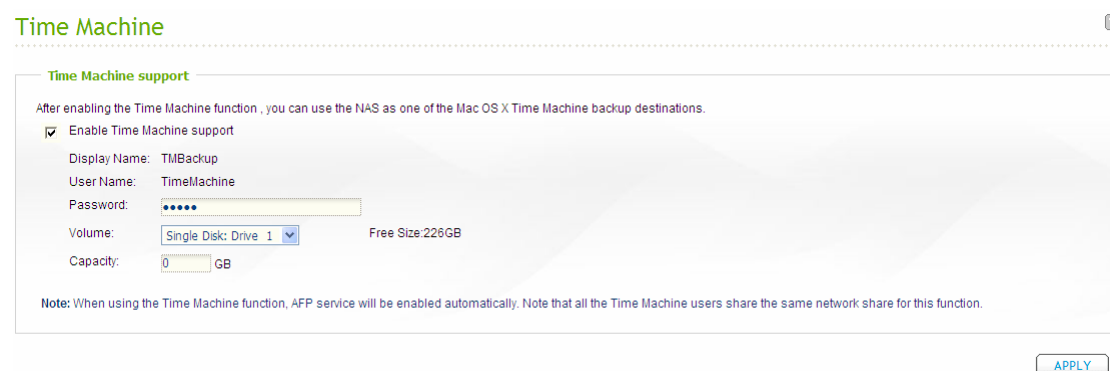 Time Machine
Time Machine support
After enabling the Time Machine function , you can use the NAS as one of the Mac OS X Time Machine backup destinations.
Enable Time Machine support
Display Name: TMBackup
User Name: TimeMachine
Password: •••••
Volume: Single Disk: Drive 1 Free Size:226GB
Capacity: 0 GB
Note: When using the Time Machine function, AFP service will be enabled automatically. Note that all the Time Machine users share the same network share for this function.
APPLY